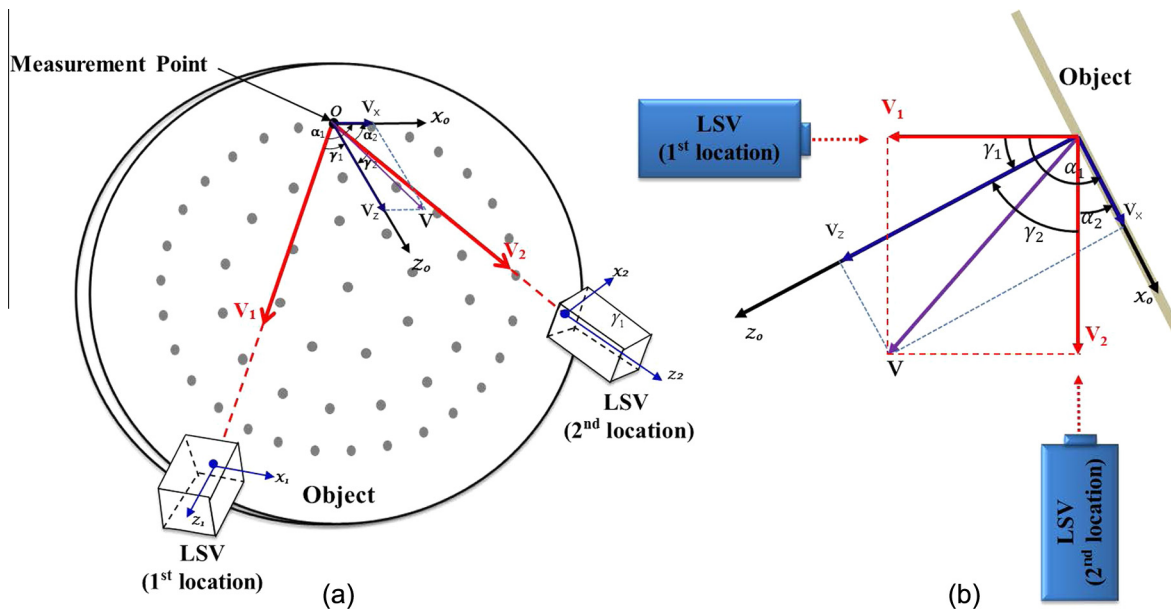 Measurement Point
O
Vₓ
xₒ
α₁
α₂
γ₁
γ₂
V_z
V
zₒ
V₁
V₂
x₂
γ₁
z₂
LSV
(2ⁿᵈ location)
x₁
z₁
Object
LSV
(1ˢᵗ location)
(a)
Object
V₁
LSV
(1ˢᵗ location)
γ₁
α₁
α₂
Vₓ
γ₂
V_z
xₒ
zₒ
V₂
V
LSV
(2ⁿᵈ location)
(b)